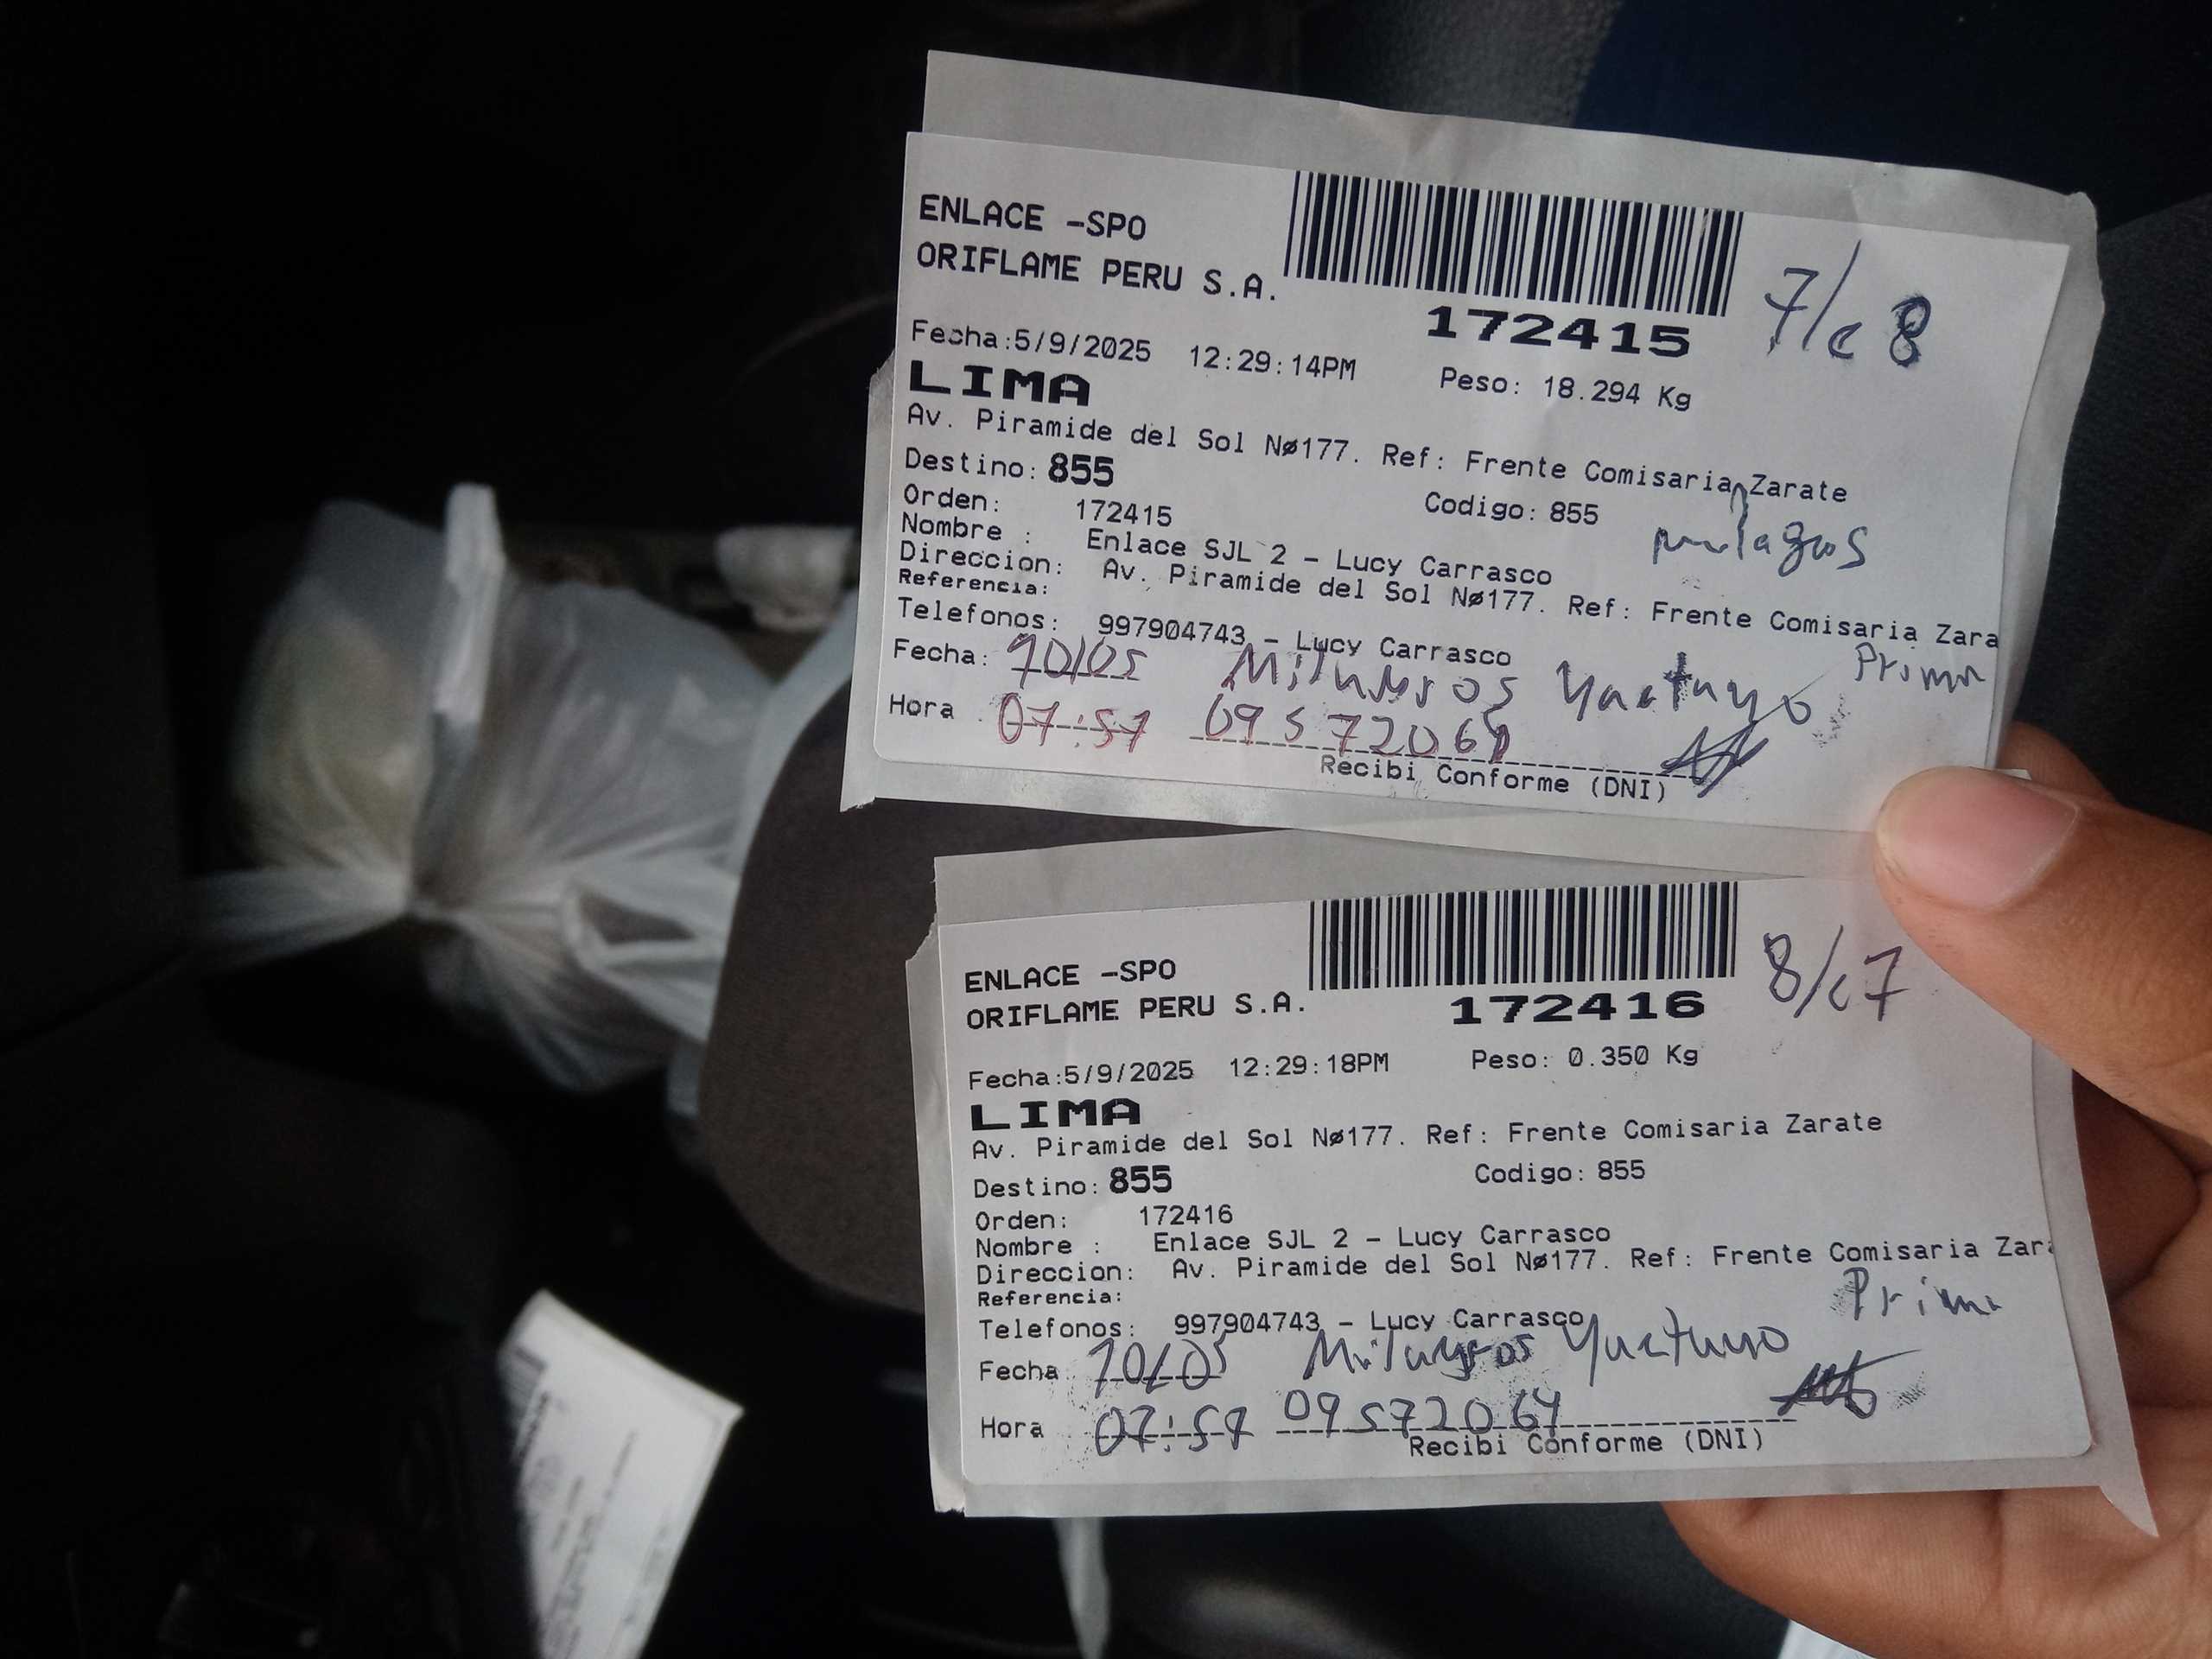 ENLACE -SPO
ORIFLAME PERU S.A.
172415
7/c 8
Fecha:5/9/2025 12:29:14PM
Peso: 18.294 Kg
LIMA
Av. Piramide del Sol Nø177. Ref: Frente Comisaria Zarate
Destino: 855
Codigo: 855
Orden: 172415
milagros
Nombre : Enlace SJL 2 - Lucy Carrasco
Direccion: Av. Piramide del Sol Nø177. Ref: Frente Comisaria Zara
Referencia:
Telefonos: 997904743 - Lucy Carrasco
Prima
Fecha: 10/05 Milagros Yactayo
Hora 07:57 09572064
Recibi Conforme (DNI)
ENLACE -SPO
ORIFLAME PERU S.A.
172416
8/c7
Fecha:5/9/2025 12:29:18PM
Peso: 0.350 Kg
LIMA
Av. Piramide del Sol Nø177. Ref: Frente Comisaria Zarate
Destino: 855
Codigo: 855
Orden: 172416
Nombre : Enlace SJL 2 - Lucy Carrasco
Direccion: Av. Piramide del Sol Nø177. Ref: Frente Comisaria Zara
Referencia:
Prima
Telefonos: 997904743 - Lucy Carrasco
Fecha 10/05 Milagros Yactayo
Hora 07:57 09572064
Recibi Conforme (DNI)